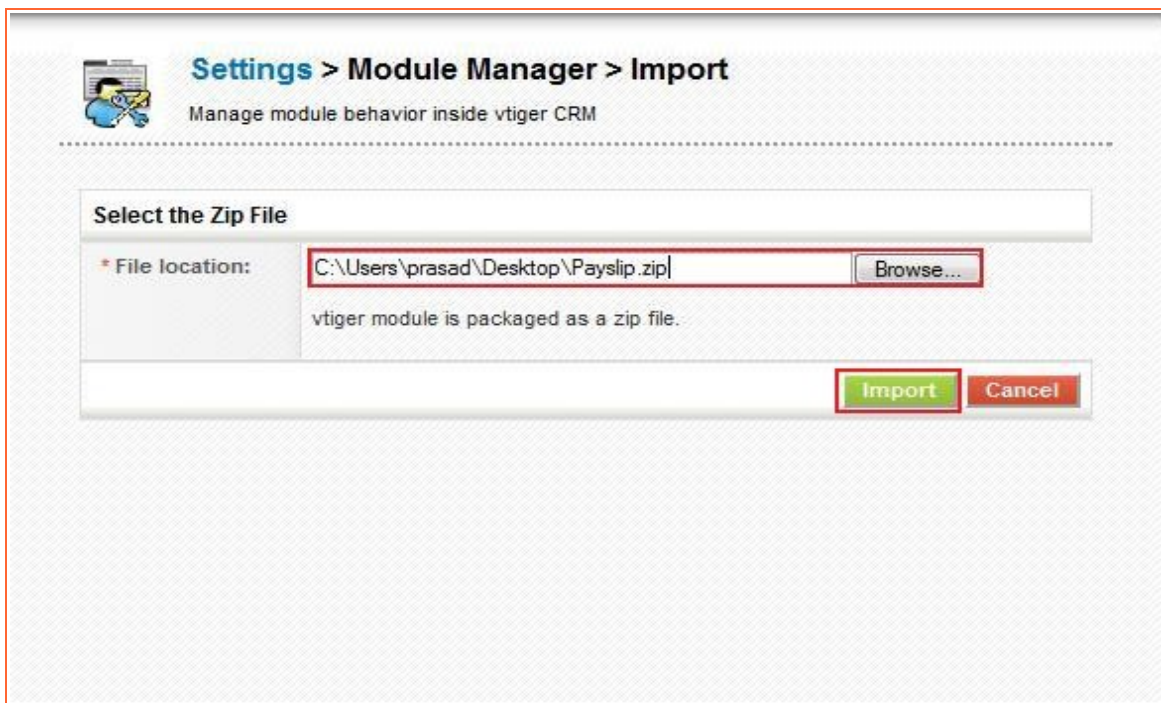 Settings > Module Manager > Import
Manage module behavior inside vtiger CRM
Select the Zip File
* File location:
C:\Users\prasad\Desktop\Payslip.zip
Browse...
vtiger module is packaged as a zip file.
Import
Cancel